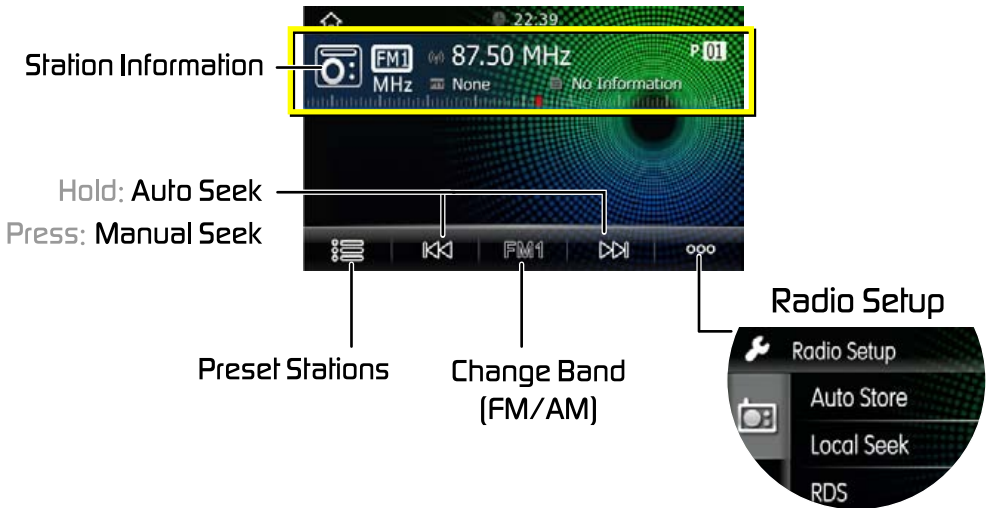 22:39
Station Information
FM1 87.50 MHz P 01
MHz PTY None No Information
Hold: Auto Seek
Press: Manual Seek
FM1
Radio Setup
Preset Stations
Change Band
(FM/AM)
Radio Setup
Auto Store
Local Seek
RDS